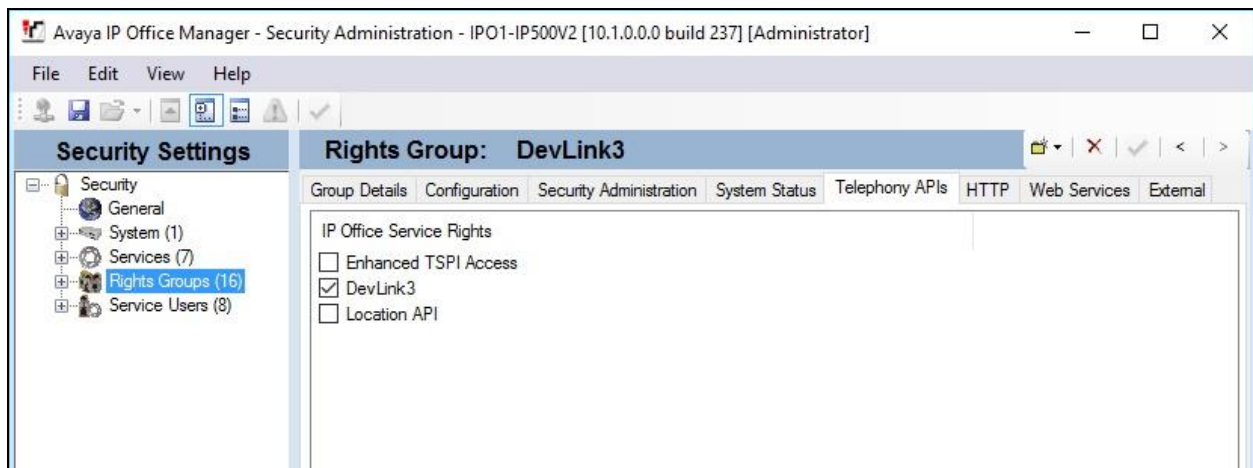 Avaya IP Office Manager - Security Administration - IPO1-IP500V2 [10.1.0.0.0 build 237] [Administrator]
File Edit View Help
Security Settings
Security
General
System (1)
Services (7)
Rights Groups (16)
Service Users (8)
Rights Group: DevLink3
Group Details Configuration Security Administration System Status Telephony APIs HTTP Web Services External
IP Office Service Rights
Enhanced TSPI Access
DevLink3
Location API